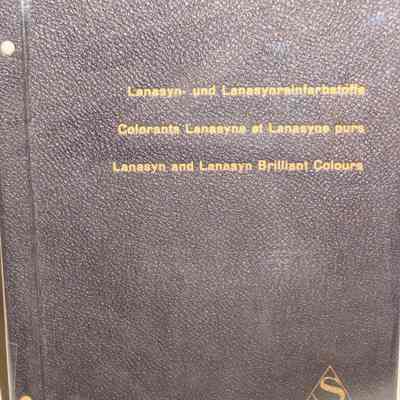 Lanasyn- und Lanasynreinfarbstoffe
Colorants Lanasyne et Lanasyne purs
Lanasyn and Lanasyn Brilliant Colours
S